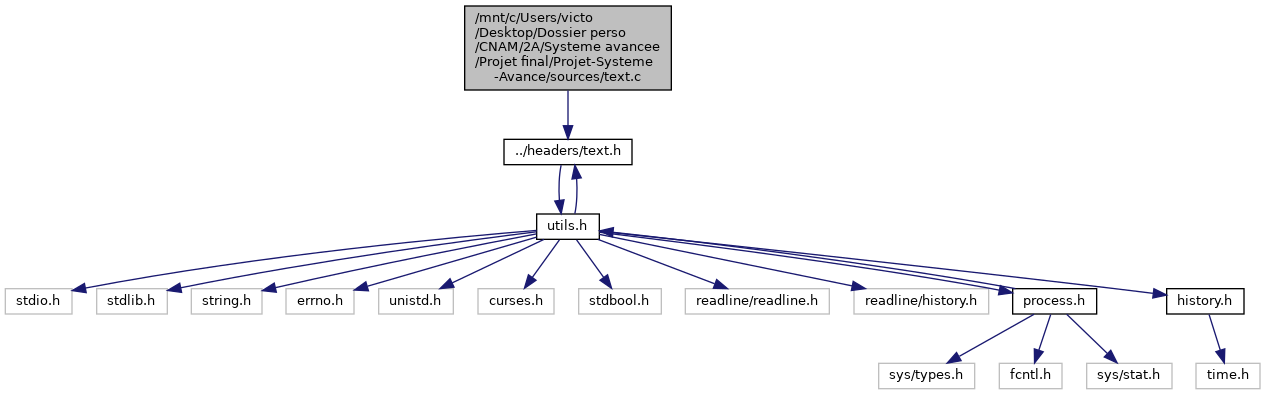 /mnt/c/Users/victo
/Desktop/Dossier perso
/CNAM/2A/Systeme avancee
/Projet final/Projet-Systeme
-Avance/sources/text.c
../headers/text.h
utils.h
stdio.h
stdlib.h
string.h
errno.h
unistd.h
curses.h
stdbool.h
readline/readline.h
readline/history.h
process.h
history.h
sys/types.h
fcntl.h
sys/stat.h
time.h